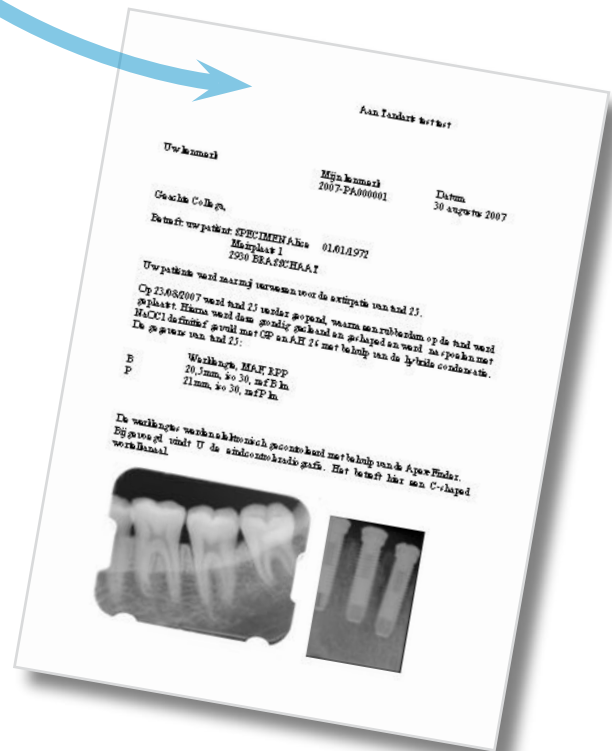 Aan Tandarts test test
Uw kenmerk
Mijn kenmerk
2007-PA000001
Datum
30 augustus 2007
Geachte Collega,
Betreft: uw patiënt: SPECIMEN Alice 01/01/1972
Meirplaats 1
2930 BRASSCHAAT
Uw patiënte werd naar mij verwezen voor de extirpatie van tand 25.
Op 23/08/2007 werd tand 25 verder geopend, waarna een rubberdam op de tand werd
geplaatst. Hierna werd deze grondig gecleand en geshaped en werd na spoelen met
NaOCl definitief gevuld met GP en AH 26 met behulp van de hybride condensatie.
De gegevens van tand 25:
Werklengte, MAF, RPP
B 20,5mm, iso 30, ref B kn
P 21mm, iso 30, ref P kn
De werklengtes werden elektronisch gecontroleerd met behulp van de Apex Finder.
Bijgevoegd vindt U de eindcontroleradiografie. Het betreft hier een C-shaped
wortelkanaal.